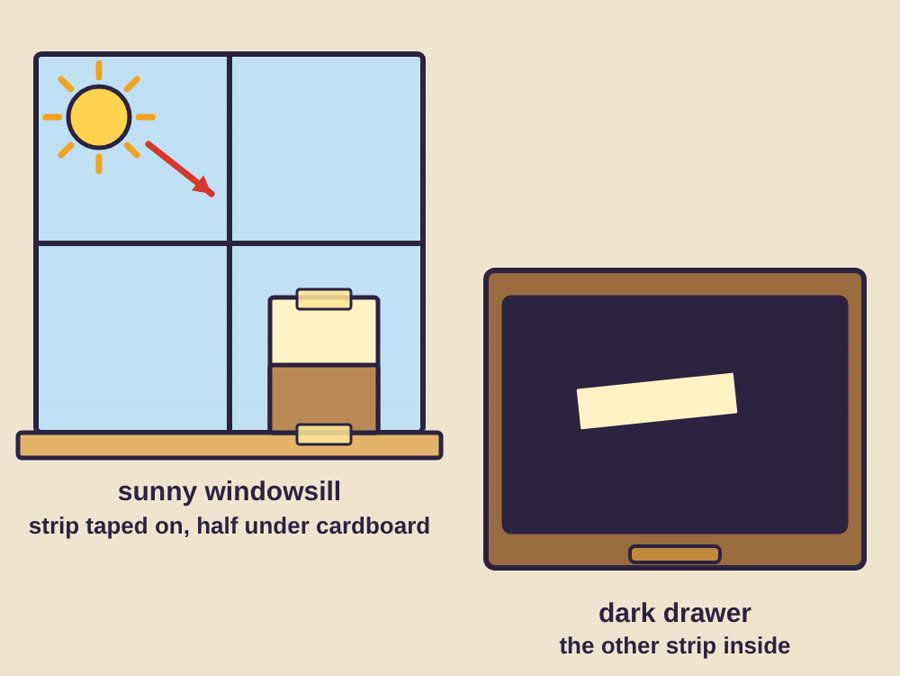 sunny windowsill
strip taped on, half under cardboard
dark drawer
the other strip inside